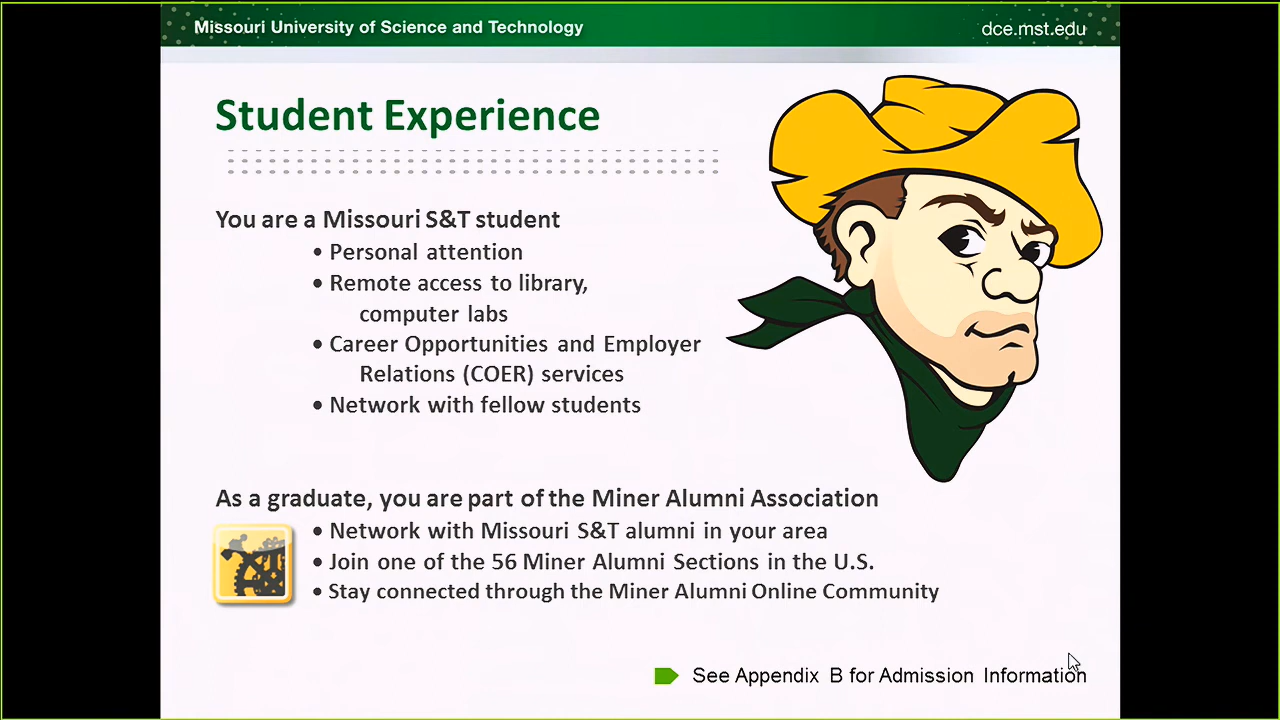 Missouri University of Science and Technology
dce.mst.edu
Student Experience
You are a Missouri S&T student
• Personal attention
• Remote access to library,
computer labs
• Career Opportunities and Employer
Relations (COER) services
• Network with fellow students
As a graduate, you are part of the Miner Alumni Association
• Network with Missouri S&T alumni in your area
• Join one of the 56 Miner Alumni Sections in the U.S.
• Stay connected through the Miner Alumni Online Community
See Appendix B for Admission Information